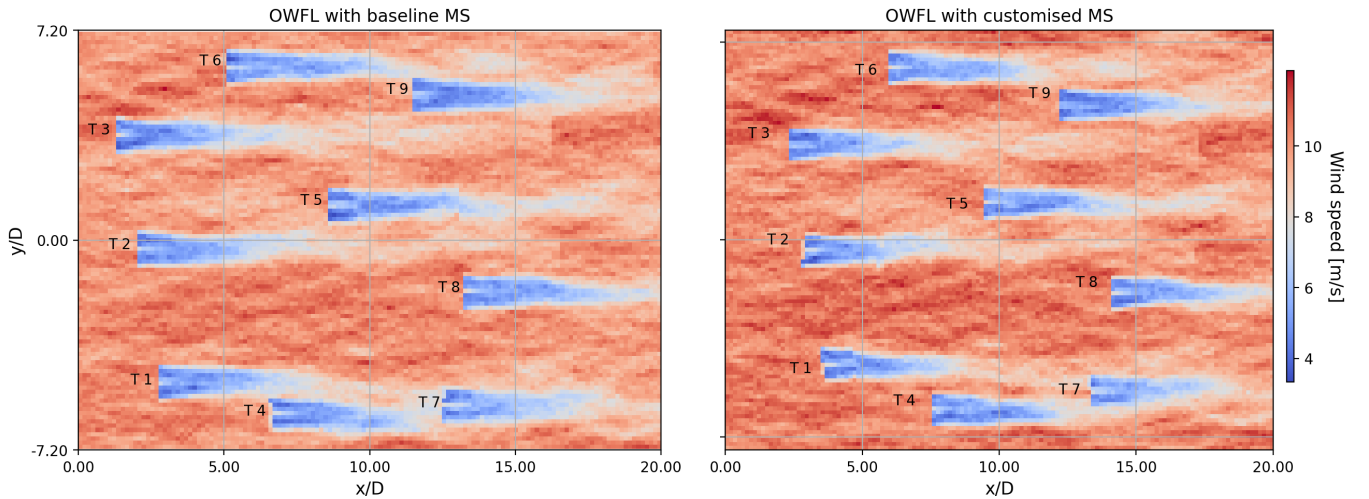 OWFL with baseline MS
7.20
0.00
-7.20
y/D
T 6
T 9
T 3
T 5
T 2
T 8
T 1
T 4
T 7
0.00 5.00 10.00 15.00 20.00
x/D
OWFL with customised MS
T 6
T 9
T 3
T 5
T 2
T 8
T 1
T 7
T 4
0.00 5.00 10.00 15.00 20.00
x/D
10
8
6
4
Wind speed [m/s]